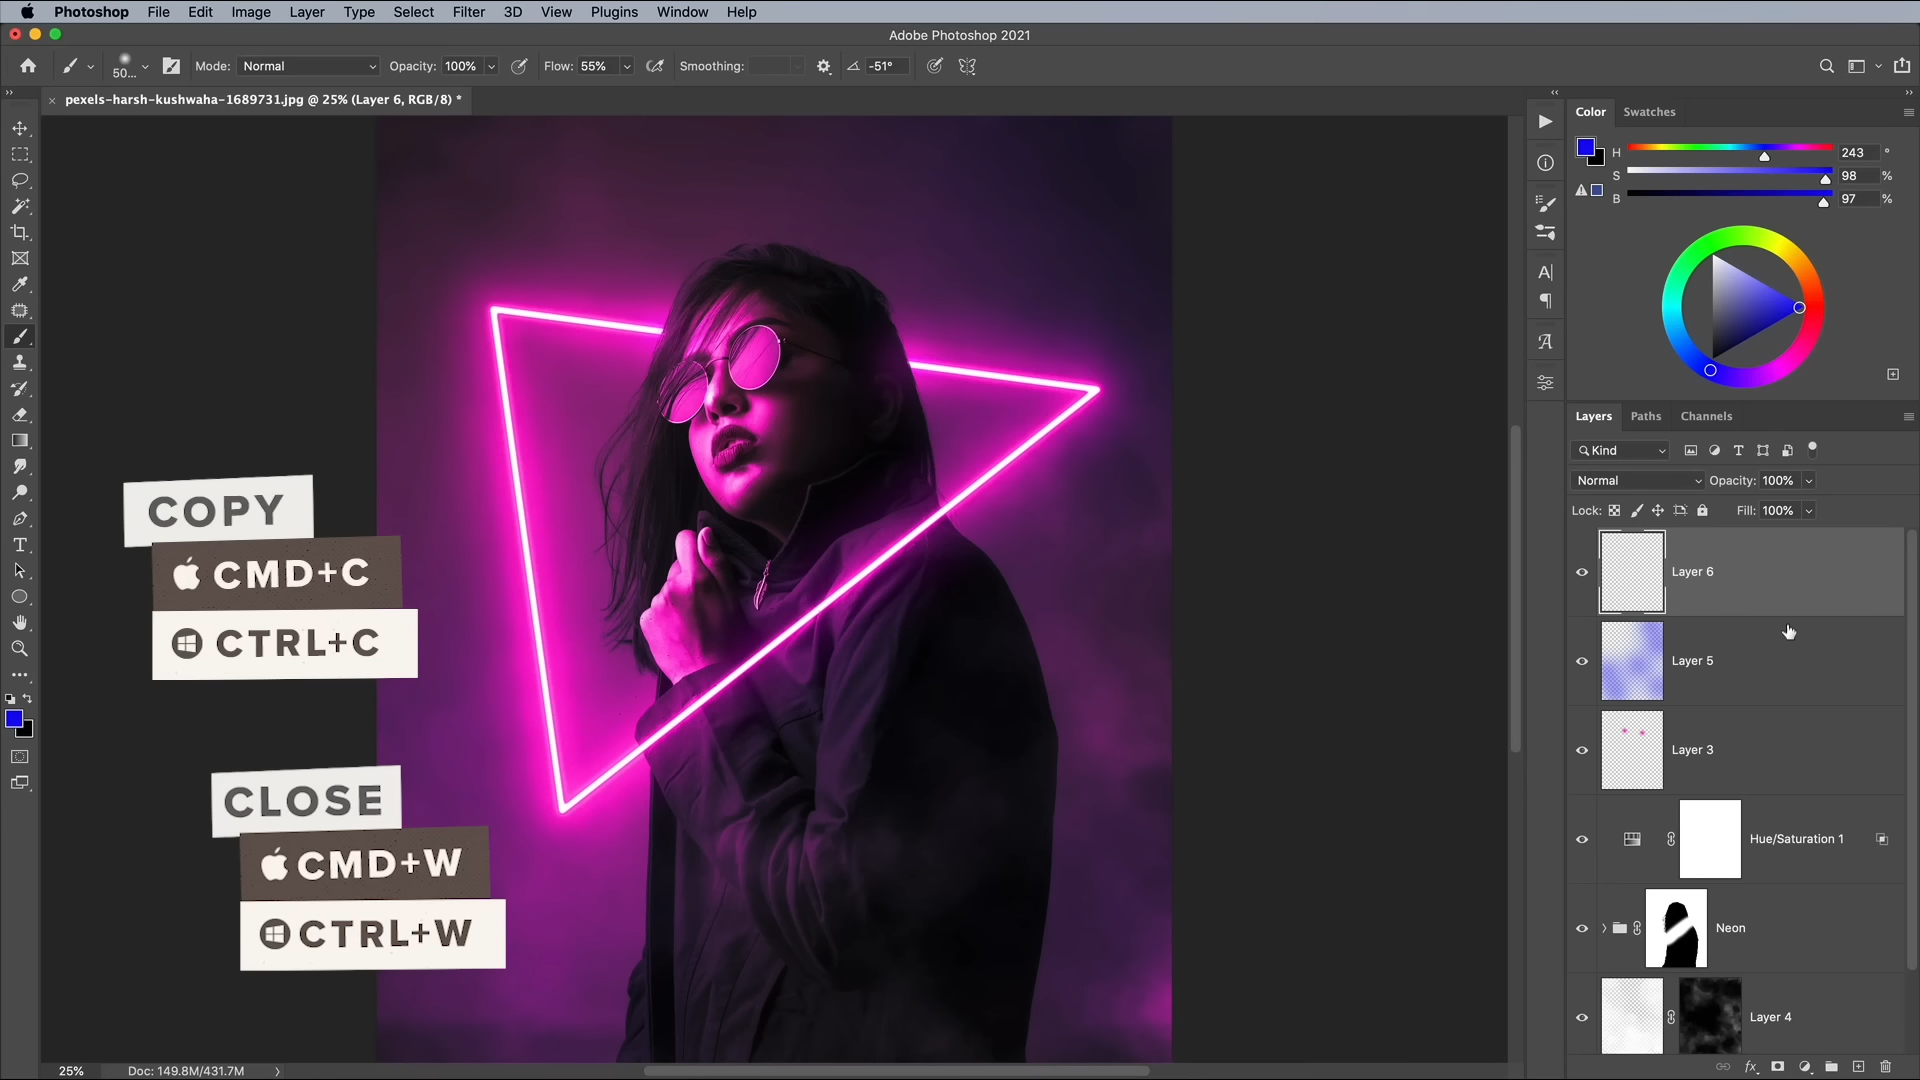 Photoshop File Edit Image Layer Type Select Filter 3D View Plugins Window Help
Adobe Photoshop 2021
50... Mode: Normal Opacity: 100% Flow: 55% Smoothing: -51°
pexels-harsh-kushwaha-1689731.jpg @ 25% (Layer 6, RGB/8) *
Color Swatches
H 243 °
S 98 %
B 97 %
Layers Paths Channels
Kind
Normal Opacity: 100%
Lock: Fill: 100%
Layer 6
Layer 5
Layer 3
Hue/Saturation 1
Neon
Layer 4
fx
COPY
CMD+C
CTRL+C
CLOSE
CMD+W
CTRL+W
25% Doc: 149.8M/431.7M